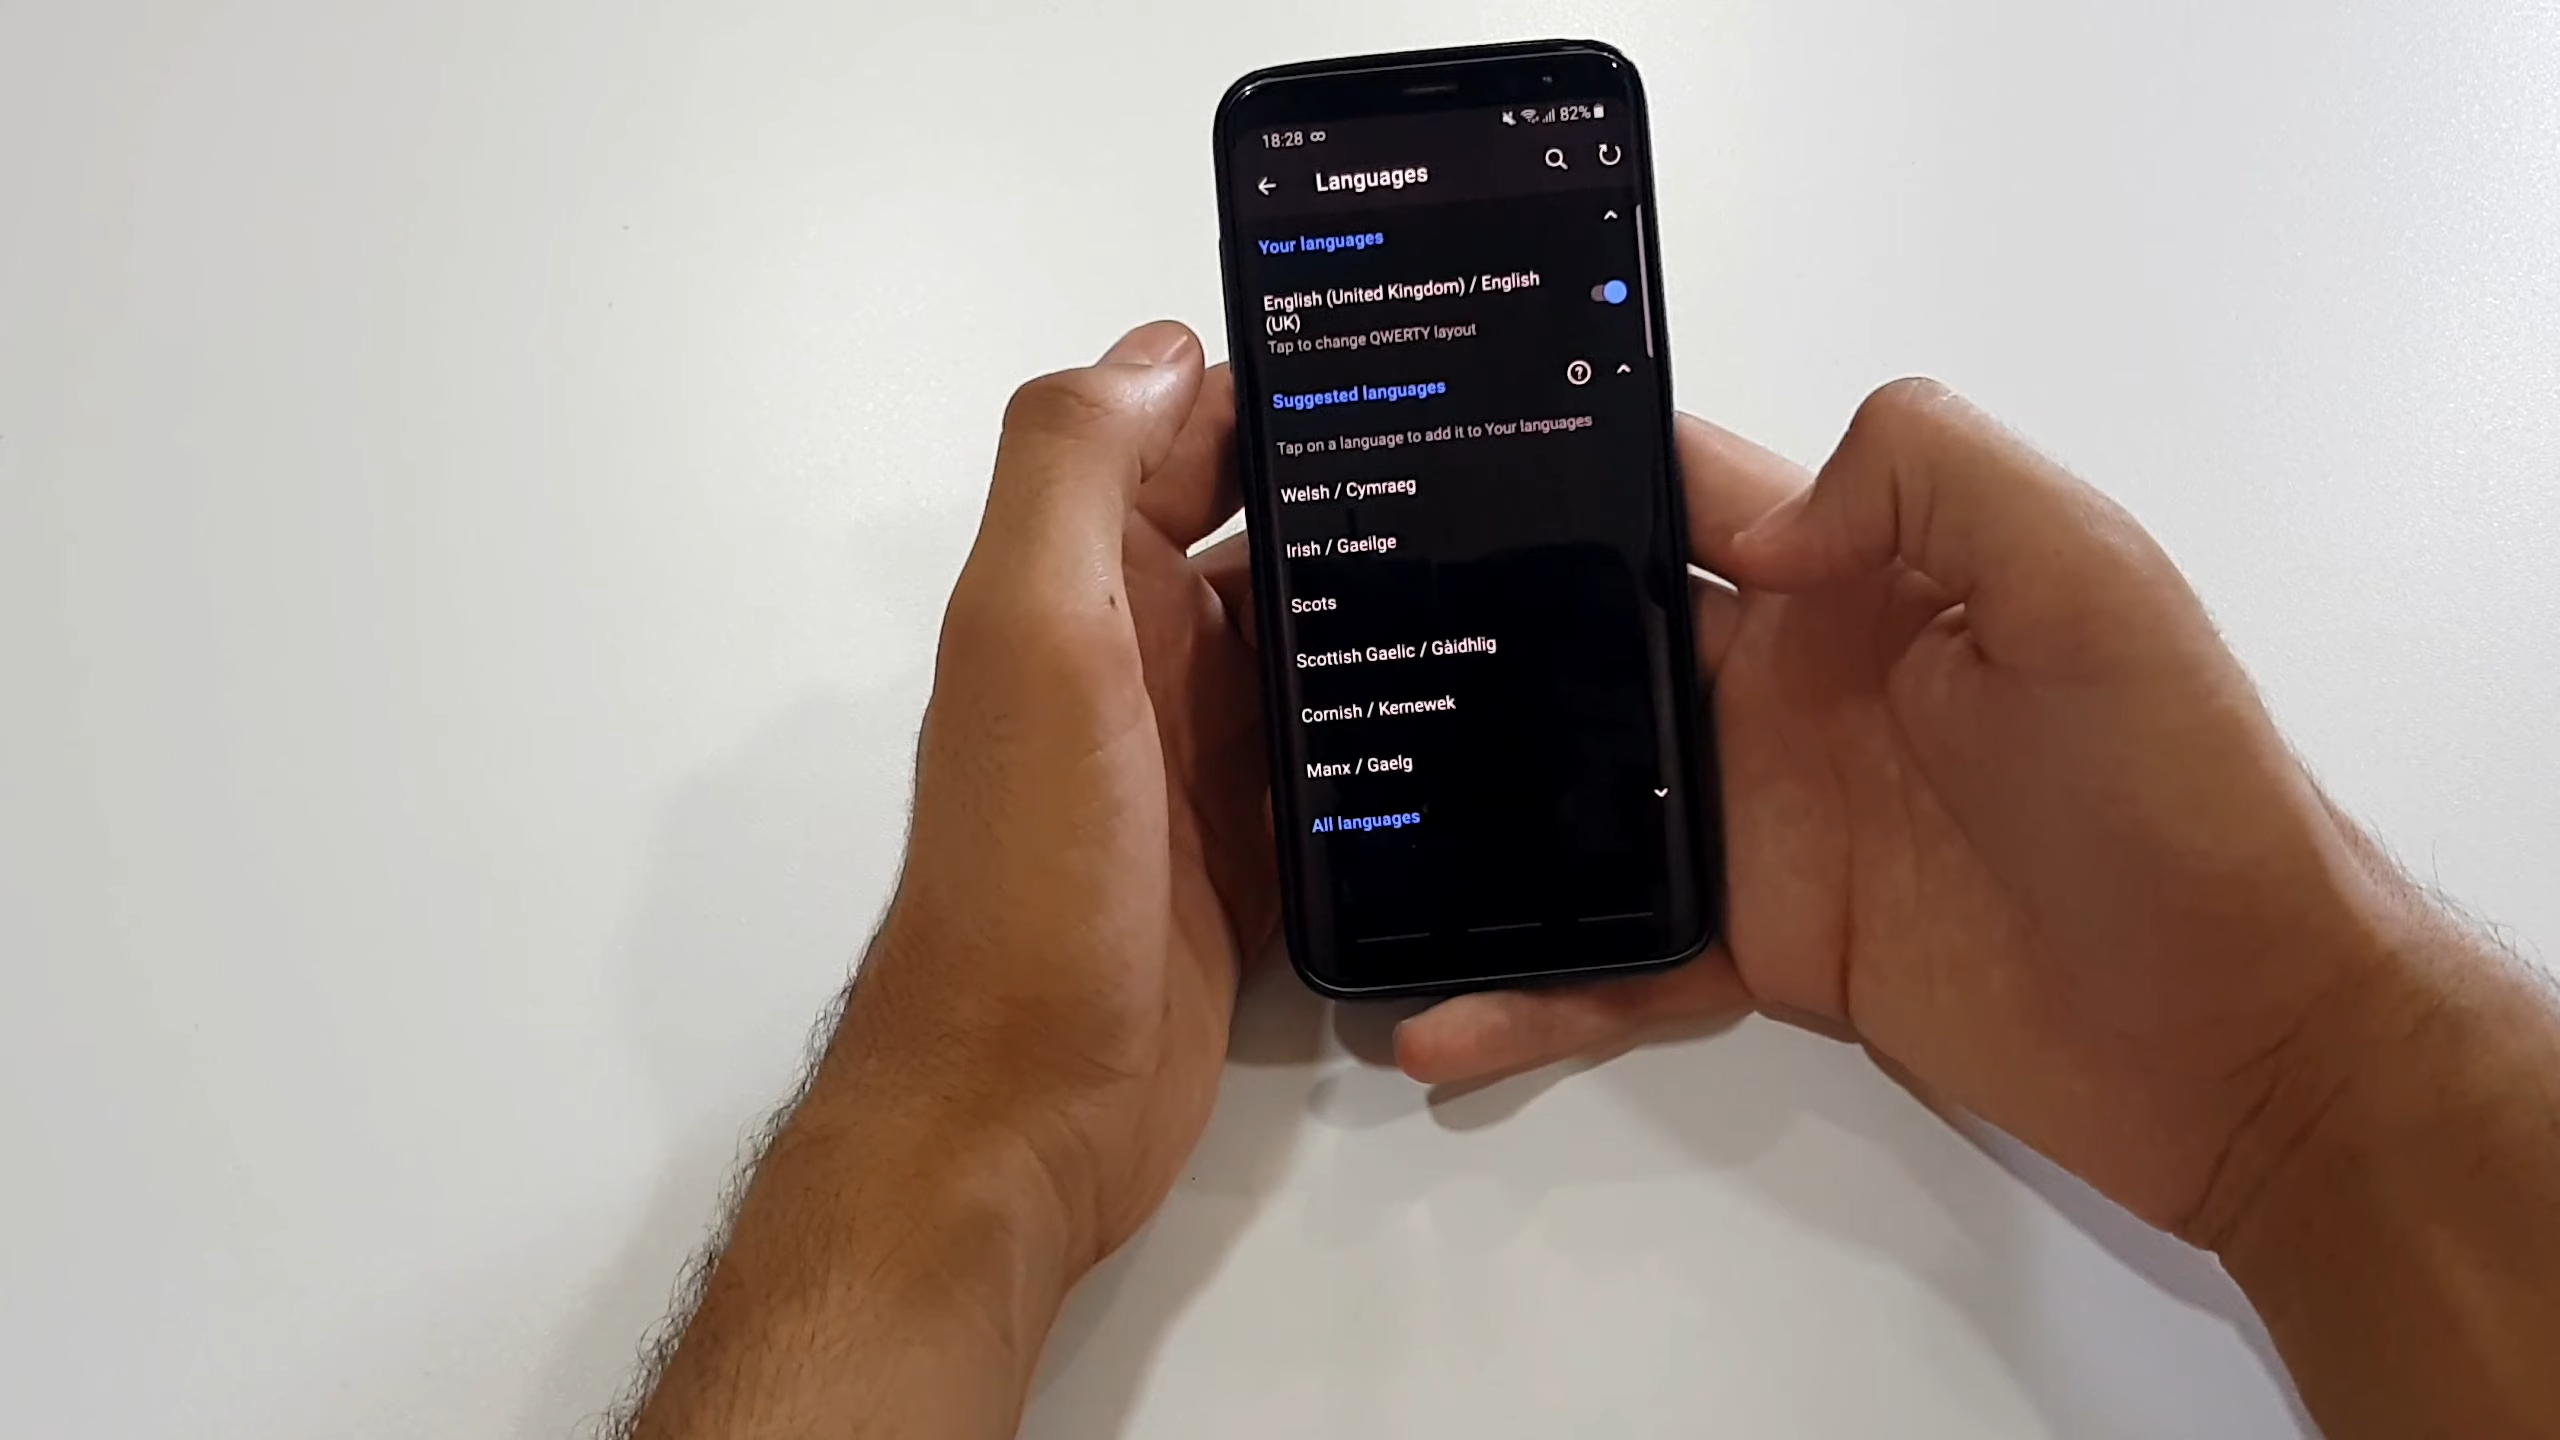 18:28
82%
Languages
Your languages
English (United Kingdom) / English
(UK)
Tap to change QWERTY layout
Suggested languages
Tap on a language to add it to Your languages
Welsh / Cymraeg
Irish / Gaeilge
Scots
Scottish Gaelic / Gàidhlig
Cornish / Kernewek
Manx / Gaelg
All languages